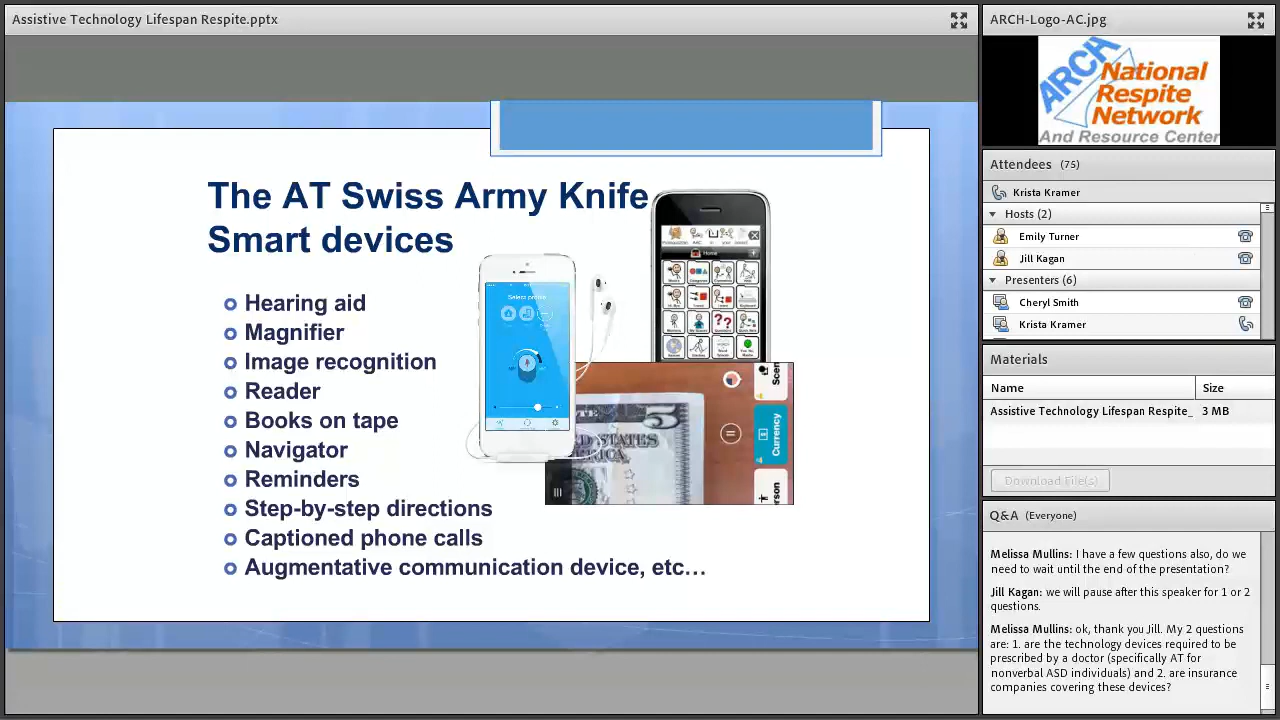 Assistive Technology Lifespan Respite.pptx
The AT Swiss Army Knife
Smart devices
Hearing aid
Magnifier
Image recognition
Reader
Books on tape
Navigator
Reminders
Step-by-step directions
Captioned phone calls
Augmentative communication device, etc…
Select profile
Home
Currency
5
UNITED STATES
ARCH-Logo-AC.jpg
ARCH
National
Respite
Network
And Resource Center
Attendees (75)
Krista Kramer
Hosts (2)
Emily Turner
Jill Kagan
Presenters (6)
Cheryl Smith
Krista Kramer
Materials
Name Size
Assistive Technology Lifespan Respite_ 3 MB
Download File(s)
Q&A (Everyone)
Melissa Mullins: I have a few questions also, do we
need to wait until the end of the presentation?
Jill Kagan: we will pause after this speaker for 1 or 2
questions.
Melissa Mullins: ok, thank you Jill. My 2 questions
are: 1. are the technology devices required to be
prescribed by a doctor (specifically AT for
nonverbal ASD individuals) and 2. are insurance
companies covering these devices?